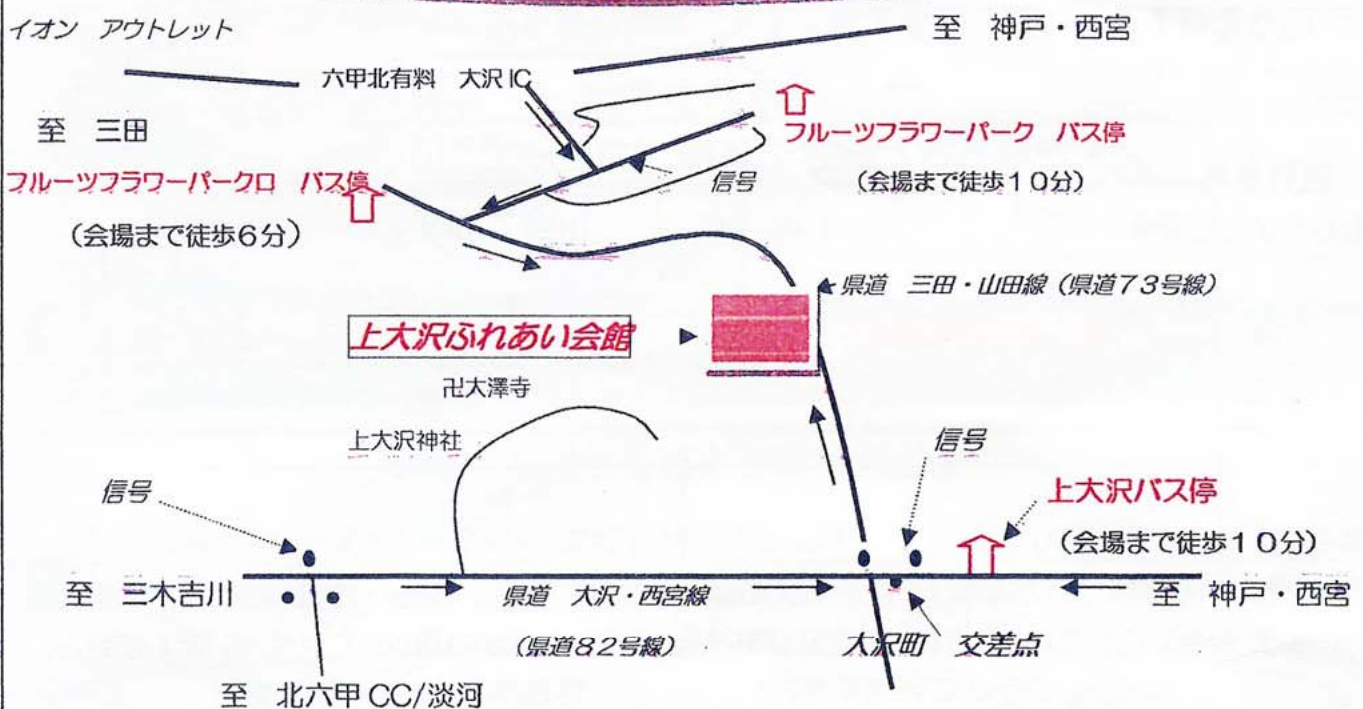 イオン　アウトレット
至　神戸・西宮
六甲北有料　大沢IC
至　三田
フルーツフラワーパーク　バス停
フルーツフラワーパーク口　バス停
信号
（会場まで徒歩１０分）
（会場まで徒歩６分）
県道　三田・山田線（県道７３号線）
上大沢ふれあい会館
卍大澤寺
上大沢神社
信号
信号
上大沢バス停
（会場まで徒歩１０分）
至　三木吉川
県道　大沢・西宮線
至　神戸・西宮
（県道８２号線）
大沢町　交差点
至　北六甲CC/淡河